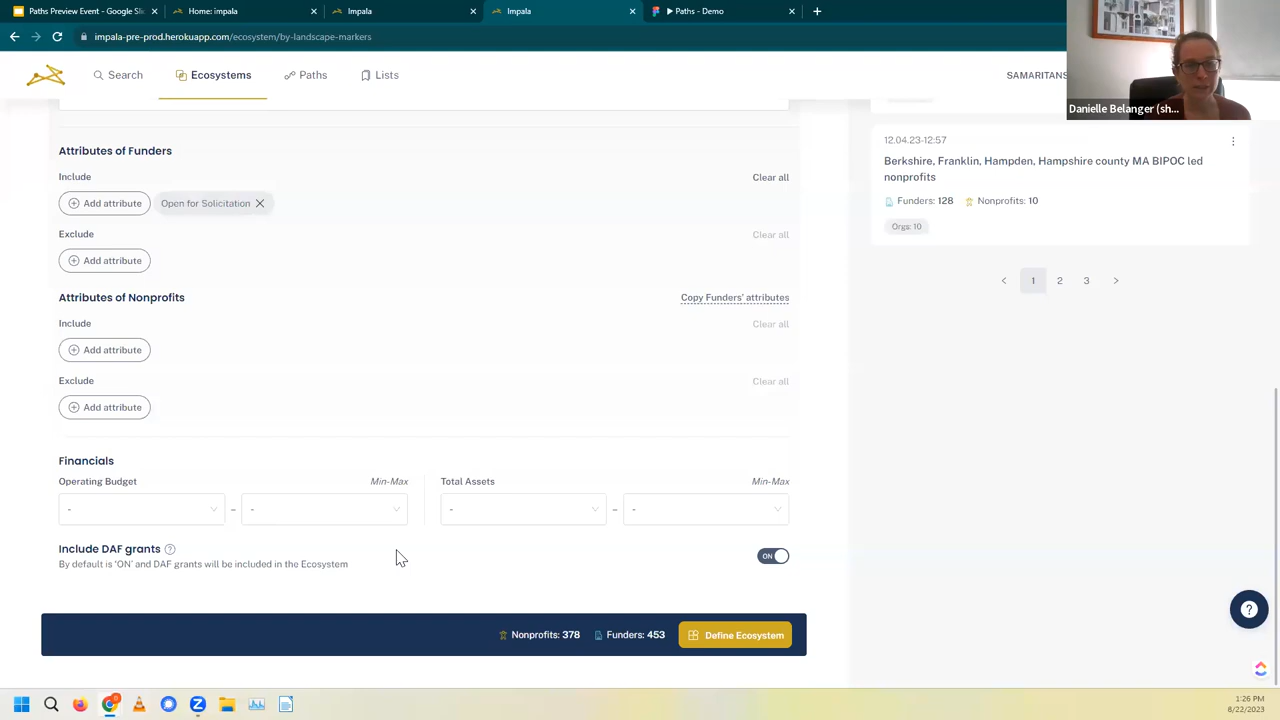 Paths Preview Event - Google Sli
Home: impala
Impala
Impala
Paths - Demo
impala-pre-prod.herokuapp.com/ecosystem/by-landscape-markers
Search
Ecosystems
Paths
Lists
SAMARITANS
Danielle Belanger (sh...
Attributes of Funders
Include
Clear all
Add attribute
Open for Solicitation
Exclude
Clear all
Add attribute
Attributes of Nonprofits
Copy Funders' attributes
Include
Clear all
Add attribute
Exclude
Clear all
Add attribute
Financials
Operating Budget
Min-Max
Total Assets
Min-Max
- – -
- – -
Include DAF grants ?
ON
By default is 'ON' and DAF grants will be included in the Ecosystem
Nonprofits: 378
Funders: 453
Define Ecosystem
12.04.23-12:57
Berkshire, Franklin, Hampden, Hampshire county MA BIPOC led
nonprofits
Funders: 128
Nonprofits: 10
Orgs: 10
< 1 2 3 >
?
1:26 PM
8/22/2023